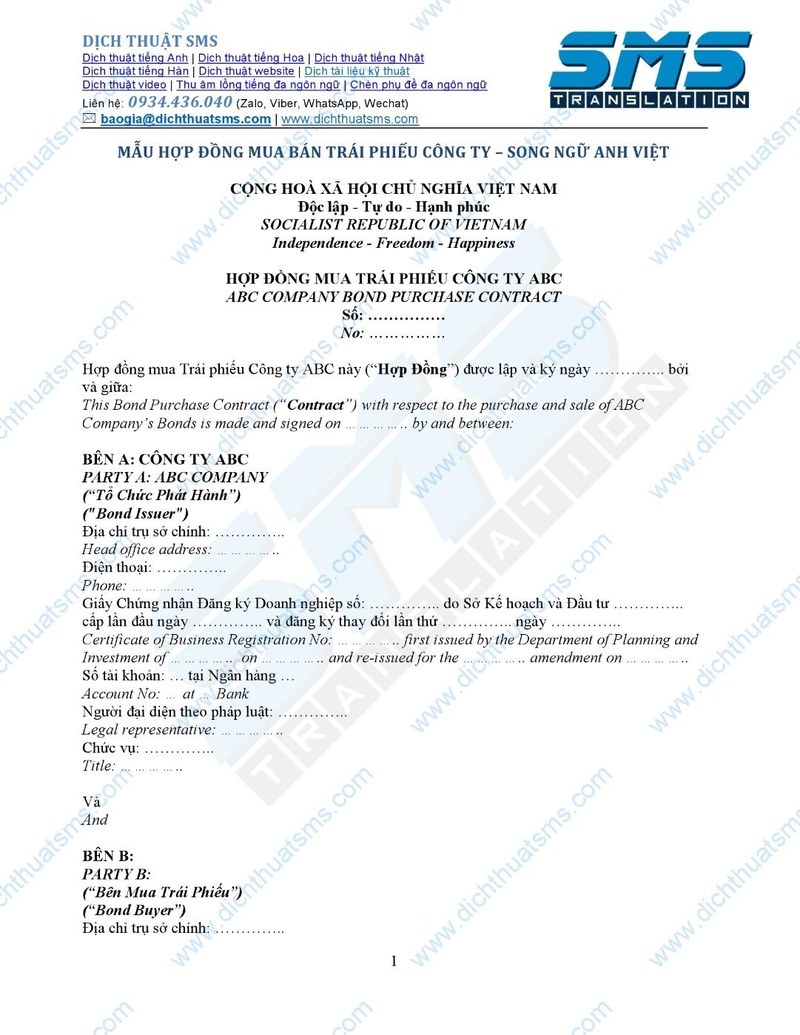 DỊCH THUẬT SMS
Dịch thuật tiếng Anh | Dịch thuật tiếng Hoa | Dịch thuật tiếng Nhật
Dịch thuật tiếng Hàn | Dịch thuật website | Dịch tài liệu kỹ thuật
Dịch thuật video | Thu âm lồng tiếng đa ngôn ngữ | Chèn phụ đề đa ngôn ngữ
Liên hệ: 0934.436.040 (Zalo, Viber, WhatsApp, Wechat)
baogia@dichthuatsms.com | www.dichthuatsms.com
SMS
TRANSLATION
MẪU HỢP ĐỒNG MUA BÁN TRÁI PHIẾU CÔNG TY – SONG NGỮ ANH VIỆT
CỘNG HOÀ XÃ HỘI CHỦ NGHĨA VIỆT NAM
Độc lập - Tự do - Hạnh phúc
SOCIALIST REPUBLIC OF VIETNAM
Independence - Freedom - Happiness
HỢP ĐỒNG MUA TRÁI PHIẾU CÔNG TY ABC
ABC COMPANY BOND PURCHASE CONTRACT
Số: ……………
No: ……………
Hợp đồng mua Trái phiếu Công ty ABC này (“Hợp Đồng”) được lập và ký ngày ………….. bởi
và giữa:
This Bond Purchase Contract (“Contract”) with respect to the purchase and sale of ABC
Company’s Bonds is made and signed on ………….. by and between:
BÊN A: CÔNG TY ABC
PARTY A: ABC COMPANY
(“Tổ Chức Phát Hành”)
("Bond Issuer")
Địa chỉ trụ sở chính: …………..
Head office address: …………..
Điện thoại: …………..
Phone: …………..
Giấy Chứng nhận Đăng ký Doanh nghiệp số: ………….. do Sở Kế hoạch và Đầu tư …………..
cấp lần đầu ngày ………….. và đăng ký thay đổi lần thứ ………….. ngày …………..
Certificate of Business Registration No: ………….. first issued by the Department of Planning and
Investment of ………….. on ………….. and re-issued for the ………….. amendment on …………..
Số tài khoản: … tại Ngân hàng …
Account No: … at … Bank
Người đại diện theo pháp luật: …………..
Legal representative: …………..
Chức vụ: …………..
Title: …………..
Và
And
BÊN B:
PARTY B:
(“Bên Mua Trái Phiếu”)
(“Bond Buyer”)
Địa chỉ trụ sở chính: …………..
1